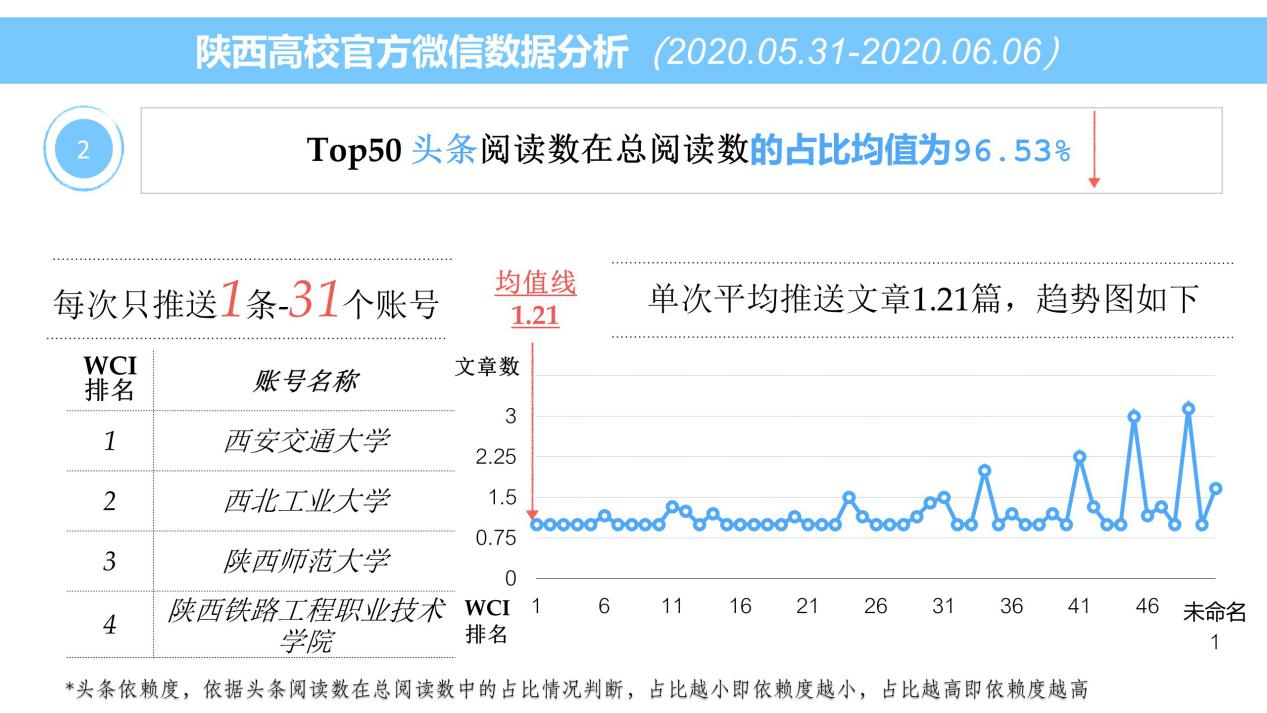 陕西高校官方微信数据分析（2020.05.31-2020.06.06）
2
Top50 头条阅读数在总阅读数的占比均值为96.53%
每次只推送1条-31个账号
均值线
1.21
单次平均推送文章1.21篇，趋势图如下
WCI
排名
账号名称
1 西安交通大学
2 西北工业大学
3 陕西师范大学
4 陕西铁路工程职业技术
学院
文章数
3
2.25
1.5
0.75
0
WCI
排名
1 6 11 16 21 26 31 36 41 46 未命名
1
*头条依赖度，依据头条阅读数在总阅读数中的占比情况判断，占比越小即依赖度越小，占比越高即依赖度越高